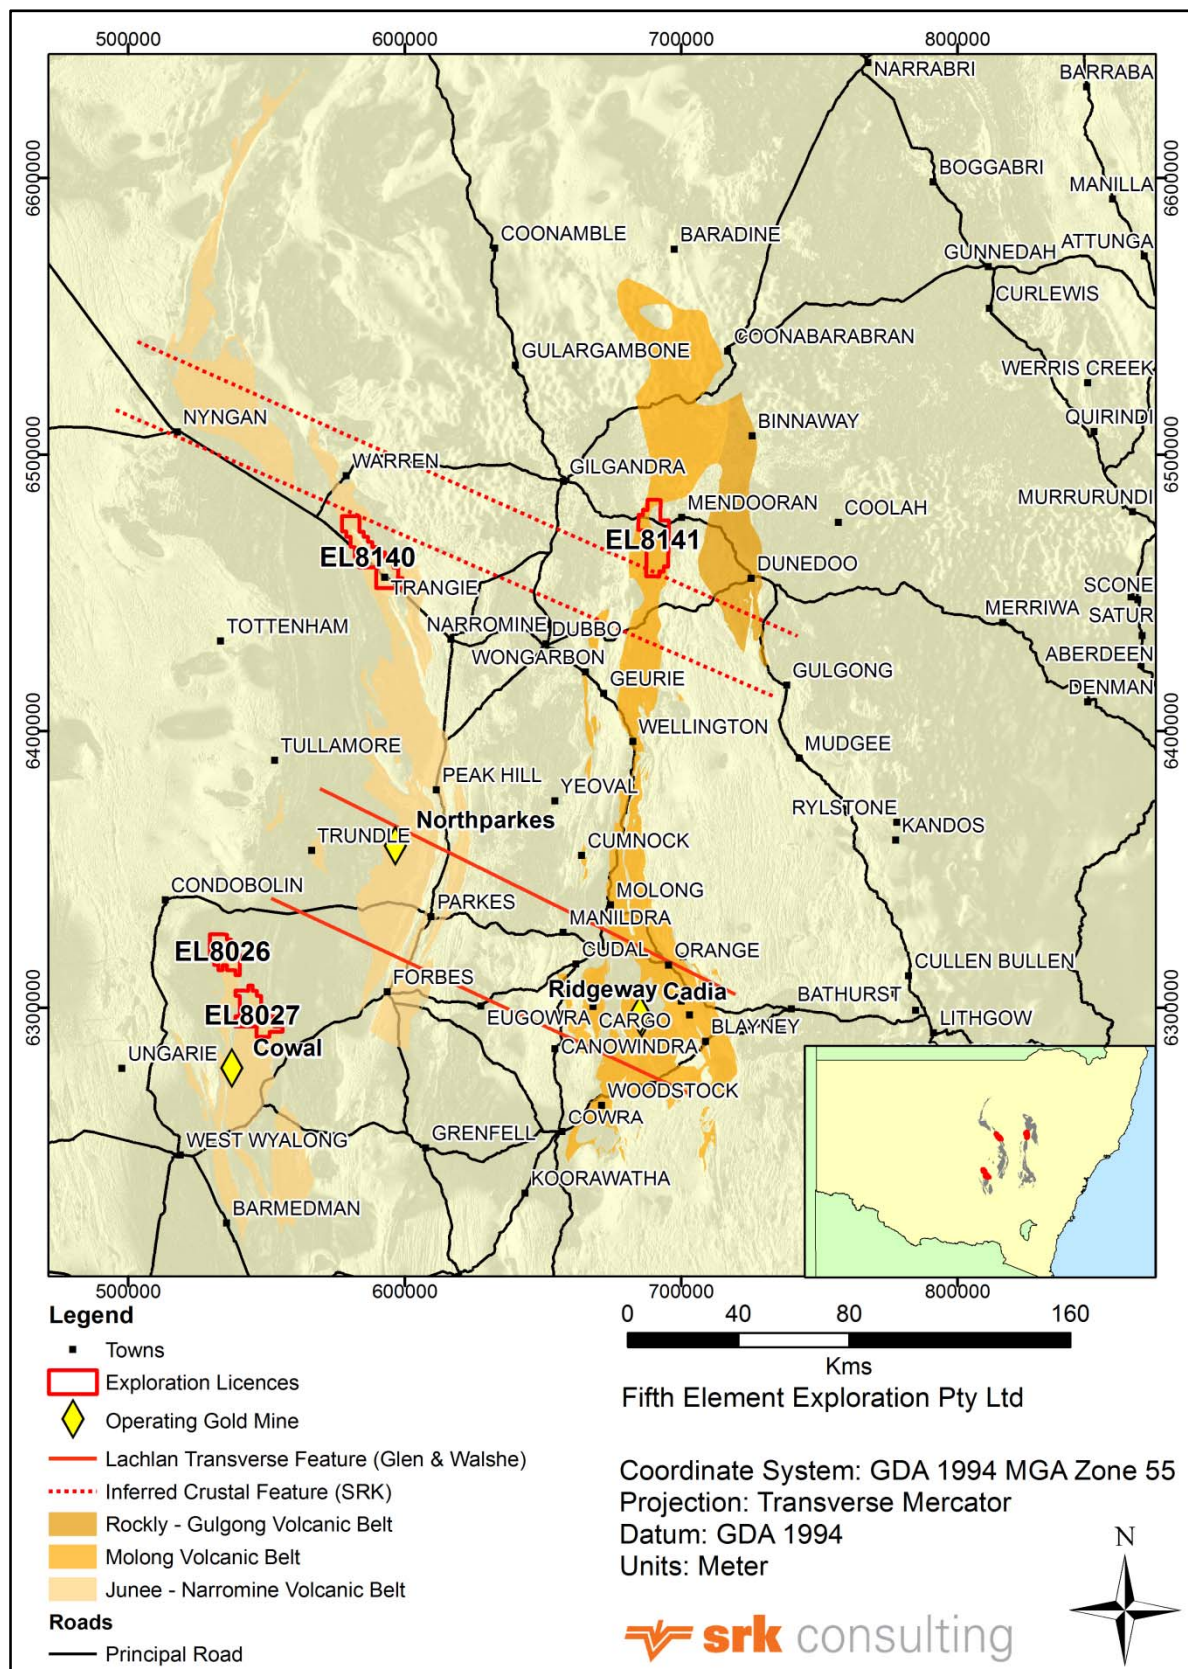 500000 600000 700000 800000
NARRABRI
BARRABA
6600000
6600000
BOGGABRI
MANILLA
COONAMBLE
BARADINE
ATTUNGA
GUNNEDAH
CURLEWIS
COONABARABRAN
GULARGAMBONE
WERRIS CREEK
NYNGAN
QUIRINDI
BINNAWAY
6500000
6500000
WARREN
GILGANDRA
MENDOORAN
COOLAH
MURRURUNDI
EL8141
EL8140
DUNEDOO
TRANGIE
SCONE
MERRIWA
SATUR
TOTTENHAM
NARROMINE
DUBBO
WONGARBON
ABERDEEN
GEURIE
GULGONG
DENMAN
6400000
6400000
WELLINGTON
TULLAMORE
MUDGEE
PEAK HILL
YEOVAL
RYLSTONE
Northparkes
KANDOS
TRUNDLE
CUMNOCK
CONDOBOLIN
MOLONG
PARKES
MANILDRA
EL8026
CUDAL
ORANGE
CULLEN BULLEN
FORBES
Ridgeway Cadia
BATHURST
6300000
6300000
EL8027
EUGOWRA
CARGO
BLAYNEY
LITHGOW
Cowal
UNGARIE
CANOWINDRA
WOODSTOCK
COWRA
WEST WYALONG
GRENFELL
KOORAWATHA
BARMEDMAN
500000 600000 700000 800000
Legend
Towns
Exploration Licences
Operating Gold Mine
Lachlan Transverse Feature (Glen & Walshe)
Inferred Crustal Feature (SRK)
Rockly - Gulgong Volcanic Belt
Molong Volcanic Belt
Junee - Narromine Volcanic Belt
Roads
Principal Road
0 40 80 160
Kms
Fifth Element Exploration Pty Ltd
Coordinate System: GDA 1994 MGA Zone 55
Projection: Transverse Mercator
Datum: GDA 1994
Units: Meter
N
srk consulting